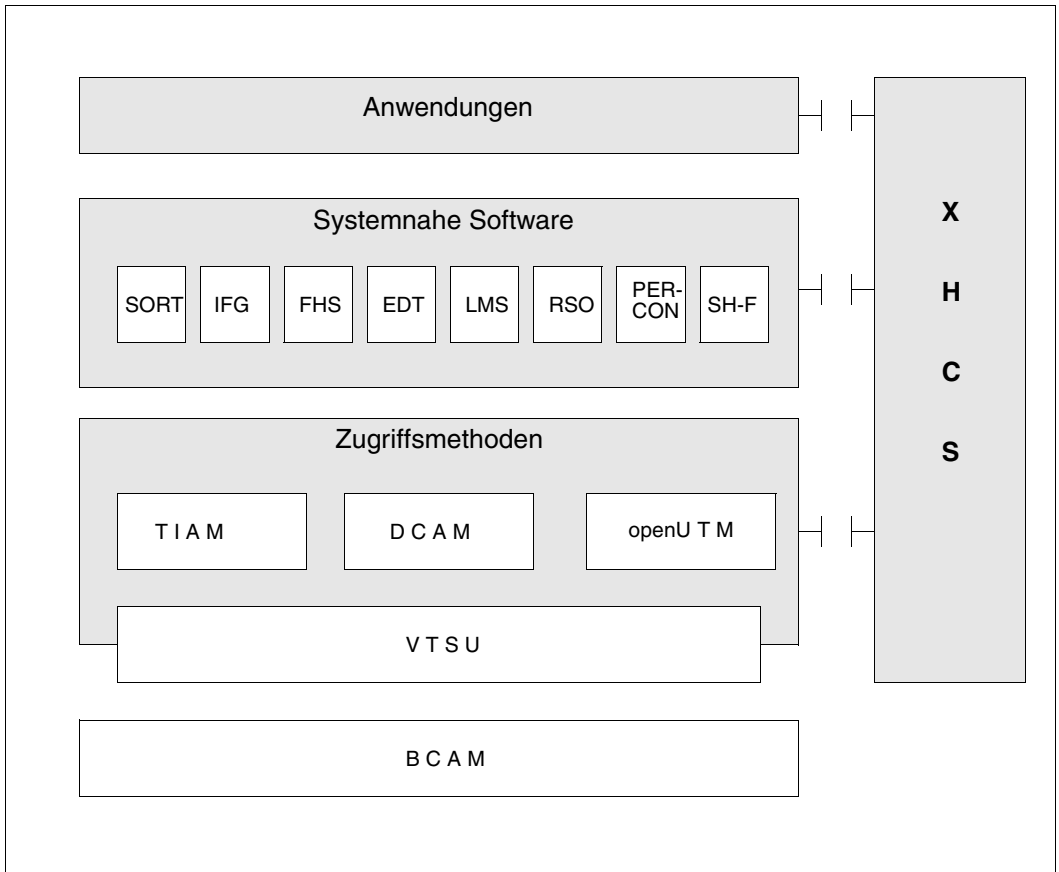 Anwendungen
Systemnahe Software
SORT
IFG
FHS
EDT
LMS
RSO
PER-
CON
SH-F
Zugriffsmethoden
T I A M
D C A M
openU T M
V T S U
B C A M
X
H
C
S